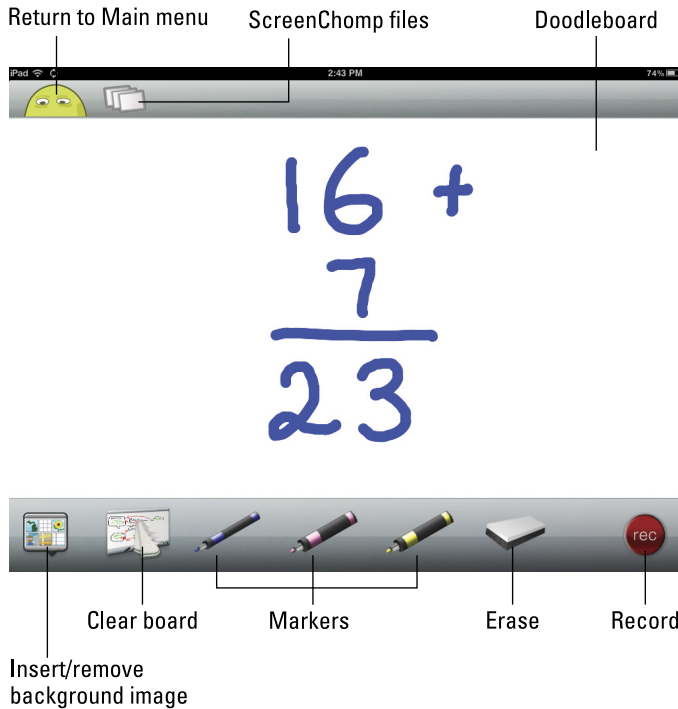 Return to Main menu
ScreenChomp files
Doodleboard
iPad
2:43 PM
74%
16 +
7
23
rec
Clear board
Markers
Erase
Record
Insert/remove
background image